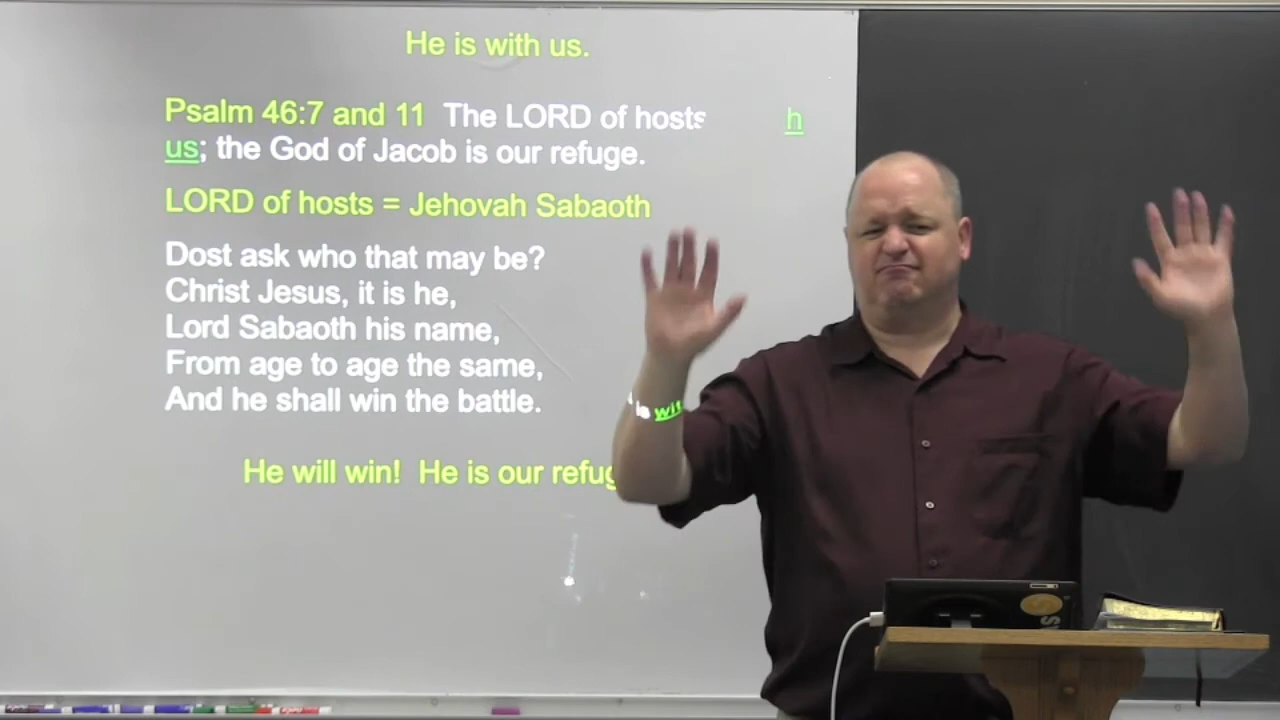 He is with us.
Psalm 46:7 and 11 The LORD of hosts h
us; the God of Jacob is our refuge.
LORD of hosts = Jehovah Sabaoth
Dost ask who that may be?
Christ Jesus, it is he,
Lord Sabaoth his name,
From age to age the same,
And he shall win the battle.
is wit
He will win! He is our refug